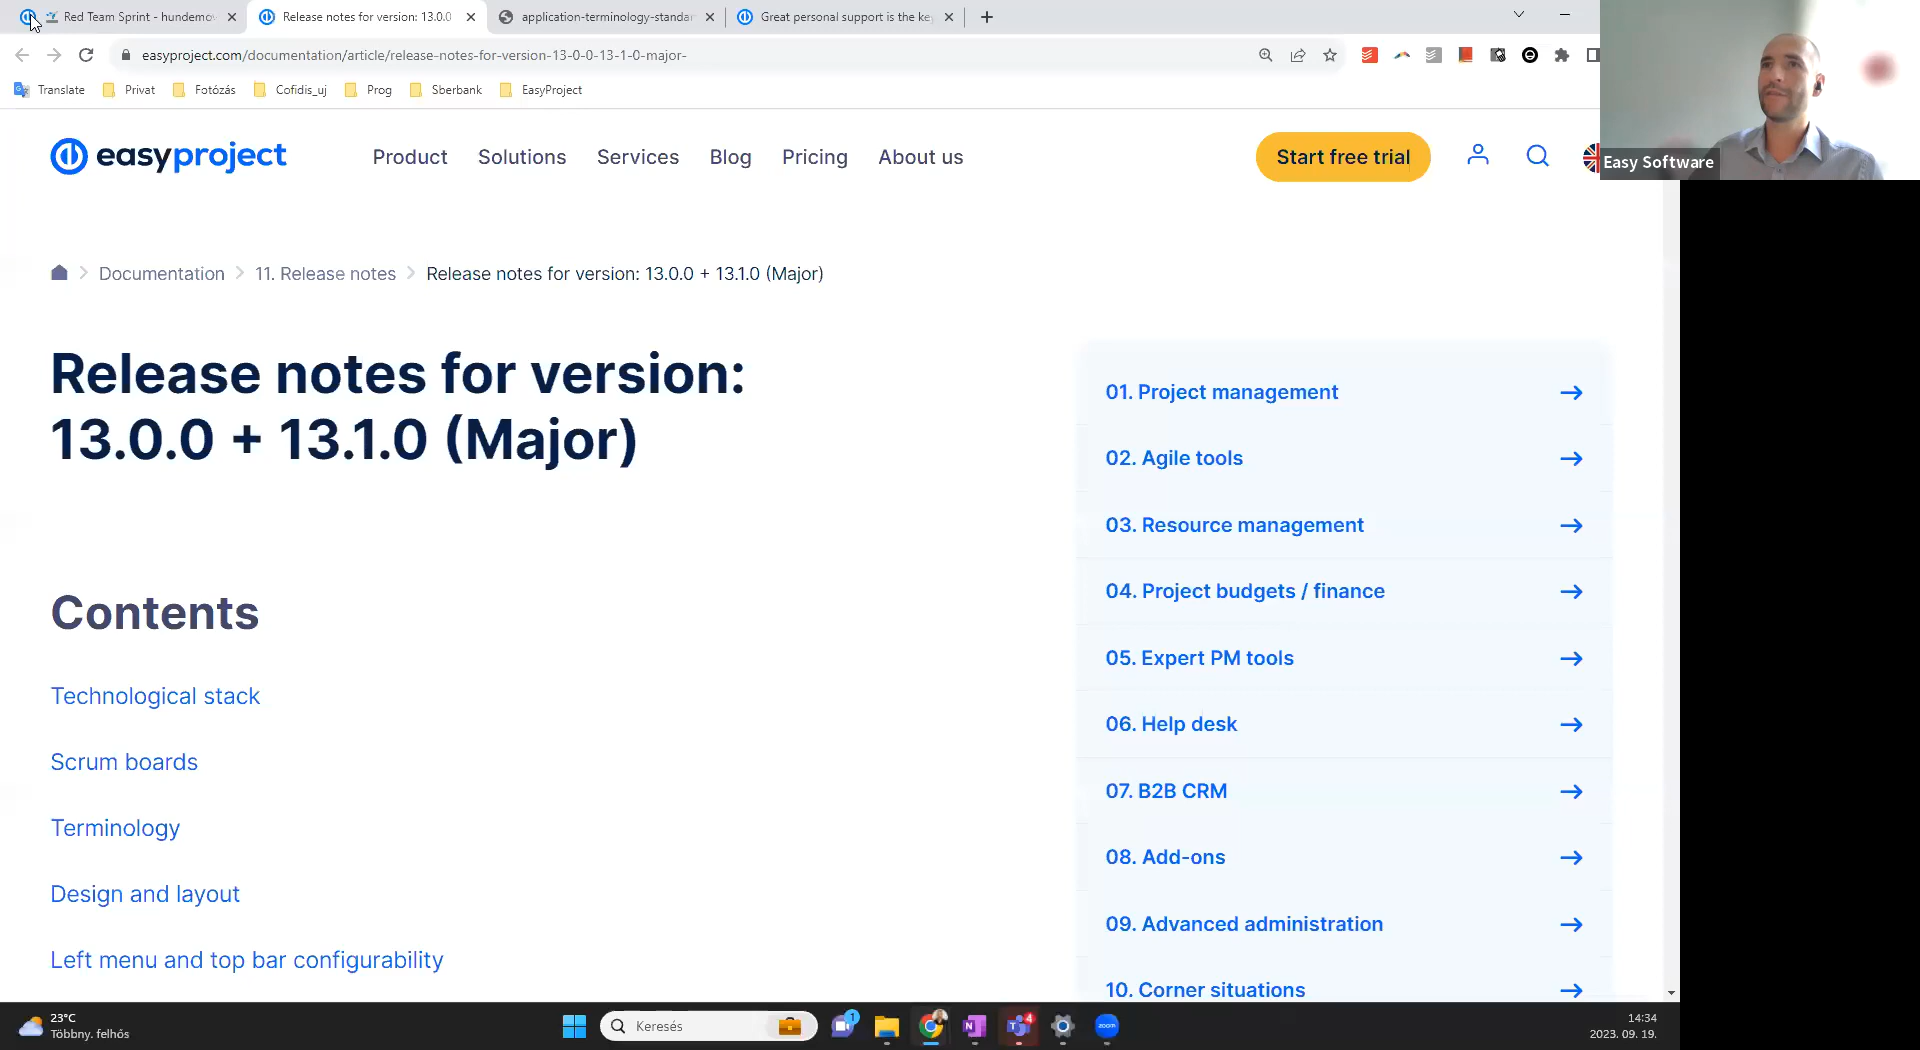 Red Team Sprint - hundemo
Release notes for version: 13.0.0
application-terminology-standar
Great personal support is the ke
easyproject.com/documentation/article/release-notes-for-version-13-0-0-13-1-0-major-
Translate
Privat
Fotózás
Cofidis_uj
Prog
Sberbank
EasyProject
easyproject
Product
Solutions
Services
Blog
Pricing
About us
Start free trial
Easy Software
Documentation
11. Release notes
Release notes for version: 13.0.0 + 13.1.0 (Major)
Release notes for version:
13.0.0 + 13.1.0 (Major)
Contents
Technological stack
Scrum boards
Terminology
Design and layout
Left menu and top bar configurability
01. Project management
02. Agile tools
03. Resource management
04. Project budgets / finance
05. Expert PM tools
06. Help desk
07. B2B CRM
08. Add-ons
09. Advanced administration
10. Corner situations
23°C
Többny. felhős
Keresés
1
4
zoom
14:34
2023. 09. 19.